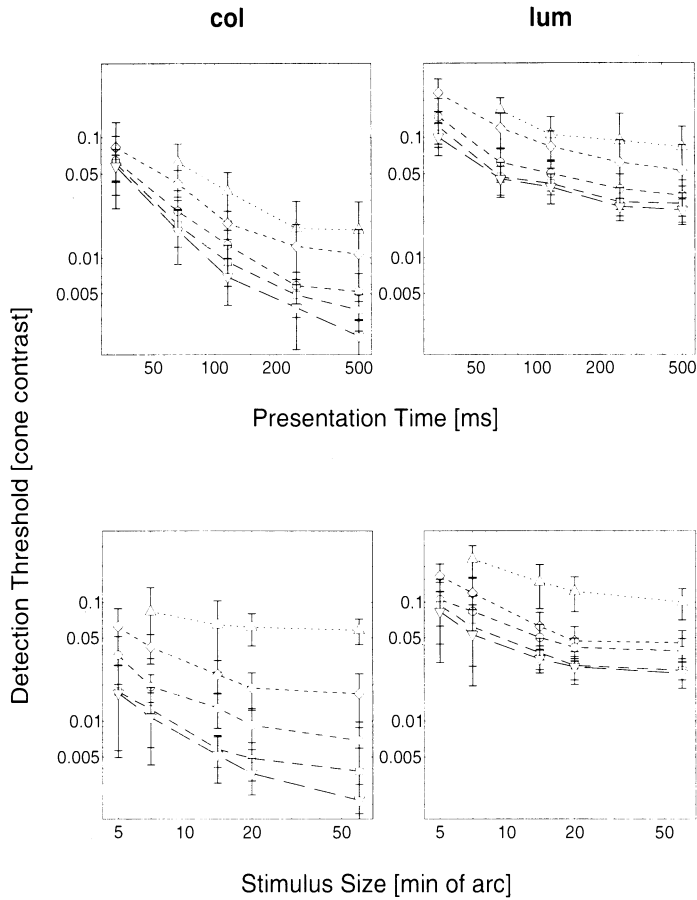 col lum
0.1 0.1
0.05 0.05
0.01 0.01
0.005 0.005
50 100 200 500 50 100 200 500
Presentation Time [ms]
Detection Threshold [cone contrast]
0.1 0.1
0.05 0.05
0.01 0.01
0.005 0.005
5 10 20 50 5 10 20 50
Stimulus Size [min of arc]